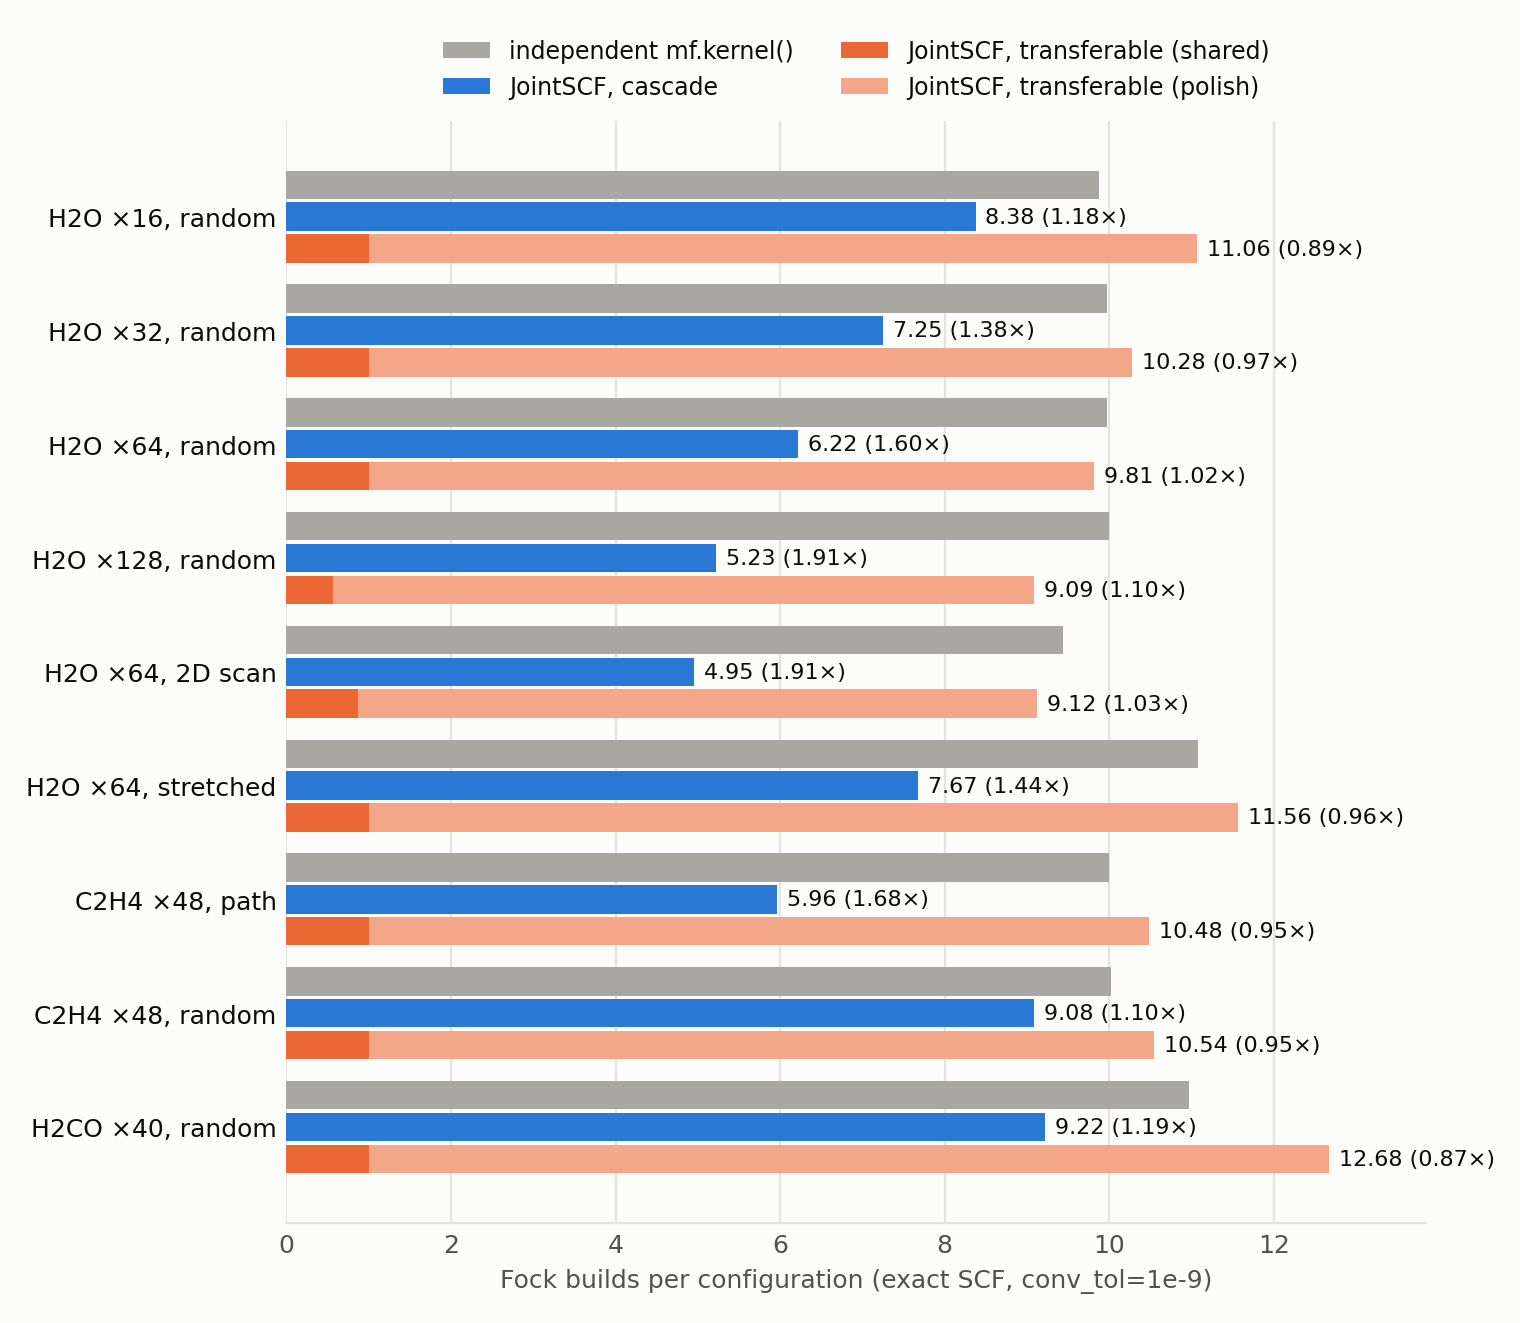 independent mf.kernel()
JointSCF, cascade
JointSCF, transferable (shared)
JointSCF, transferable (polish)
H2O ×16, random
8.38 (1.18×)
11.06 (0.89×)
H2O ×32, random
7.25 (1.38×)
10.28 (0.97×)
H2O ×64, random
6.22 (1.60×)
9.81 (1.02×)
H2O ×128, random
5.23 (1.91×)
9.09 (1.10×)
H2O ×64, 2D scan
4.95 (1.91×)
9.12 (1.03×)
H2O ×64, stretched
7.67 (1.44×)
11.56 (0.96×)
C2H4 ×48, path
5.96 (1.68×)
10.48 (0.95×)
C2H4 ×48, random
9.08 (1.10×)
10.54 (0.95×)
H2CO ×40, random
9.22 (1.19×)
12.68 (0.87×)
0 2 4 6 8 10 12
Fock builds per configuration (exact SCF, conv_tol=1e-9)